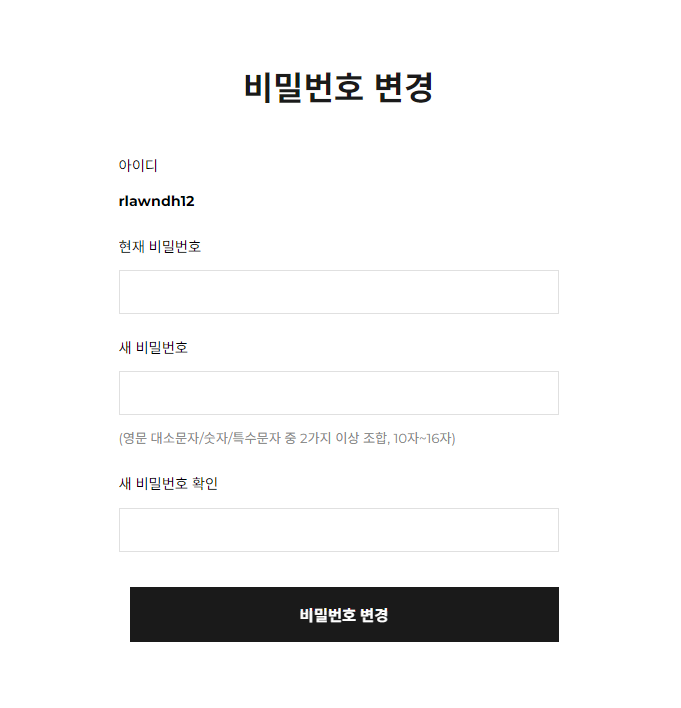 비밀번호 변경
아이디
rlawndh12
현재 비밀번호
새 비밀번호
(영문 대소문자/숫자/특수문자 중 2가지 이상 조합, 10자~16자)
새 비밀번호 확인
비밀번호 변경